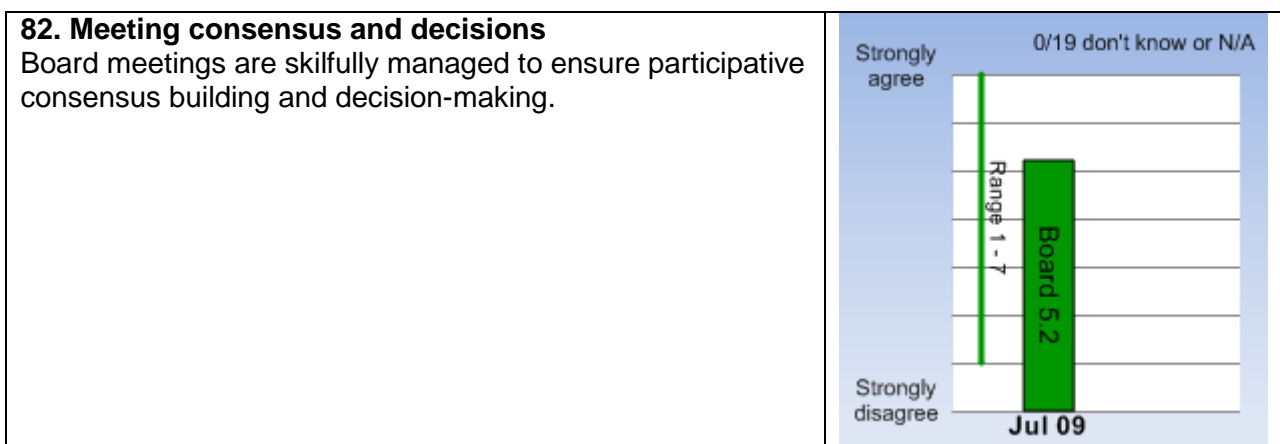 82. Meeting consensus and decisions
Board meetings are skilfully managed to ensure participative
consensus building and decision-making.
0/19 don't know or N/A
Strongly
agree
Range 1 - 7
Board 5.2
Strongly
disagree
Jul 09